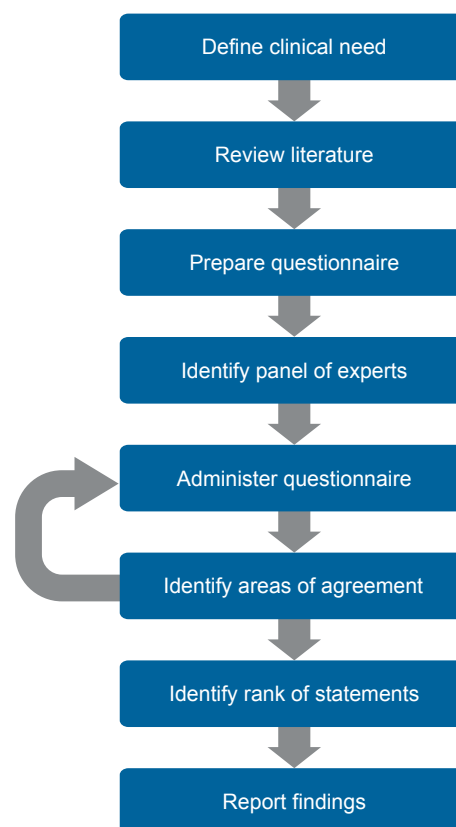 Define clinical need
Review literature
Prepare questionnaire
Identify panel of experts
Administer questionnaire
Identify areas of agreement
Identify rank of statements
Report findings